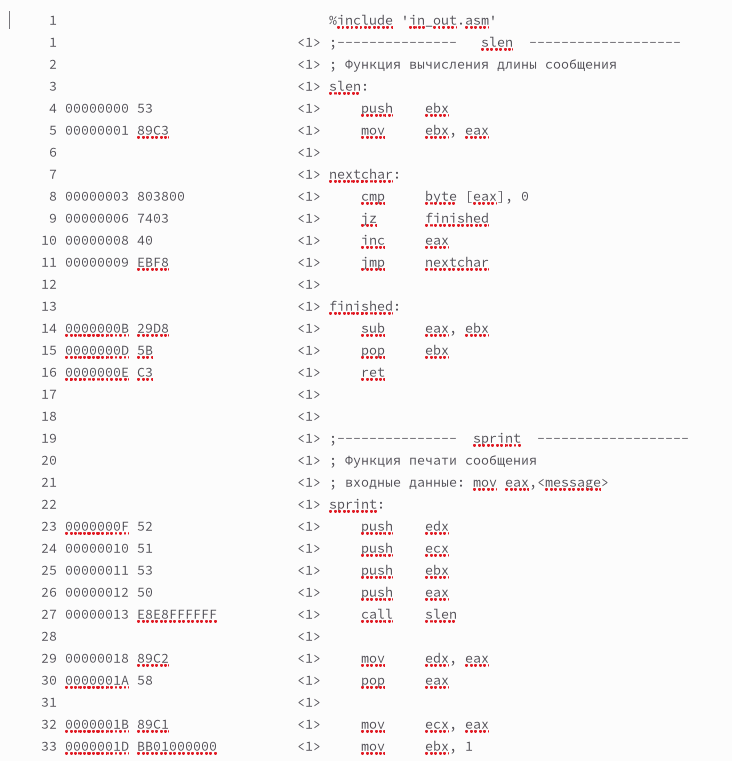 1                                  %include 'in_out.asm'
1                              <1> ;---------------   slen  -------------------
2                              <1> ; Функция вычисления длины сообщения
3                              <1> slen:
4 00000000 53                  <1>     push    ebx
5 00000001 89C3                <1>     mov     ebx, eax
6                              <1>
7                              <1> nextchar:
8 00000003 803800              <1>     cmp     byte [eax], 0
9 00000006 7403                <1>     jz      finished
10 00000008 40                  <1>     inc     eax
11 00000009 EBF8                <1>     jmp     nextchar
12                              <1>
13                              <1> finished:
14 0000000B 29D8                <1>     sub     eax, ebx
15 0000000D 5B                  <1>     pop     ebx
16 0000000E C3                  <1>     ret
17                              <1>
18                              <1>
19                              <1> ;---------------  sprint  -------------------
20                              <1> ; Функция печати сообщения
21                              <1> ; входные данные: mov eax,<message>
22                              <1> sprint:
23 0000000F 52                  <1>     push    edx
24 00000010 51                  <1>     push    ecx
25 00000011 53                  <1>     push    ebx
26 00000012 50                  <1>     push    eax
27 00000013 E8E8FFFFFF          <1>     call    slen
28                              <1>
29 00000018 89C2                <1>     mov     edx, eax
30 0000001A 58                  <1>     pop     eax
31                              <1>
32 0000001B 89C1                <1>     mov     ecx, eax
33 0000001D BB01000000          <1>     mov     ebx, 1